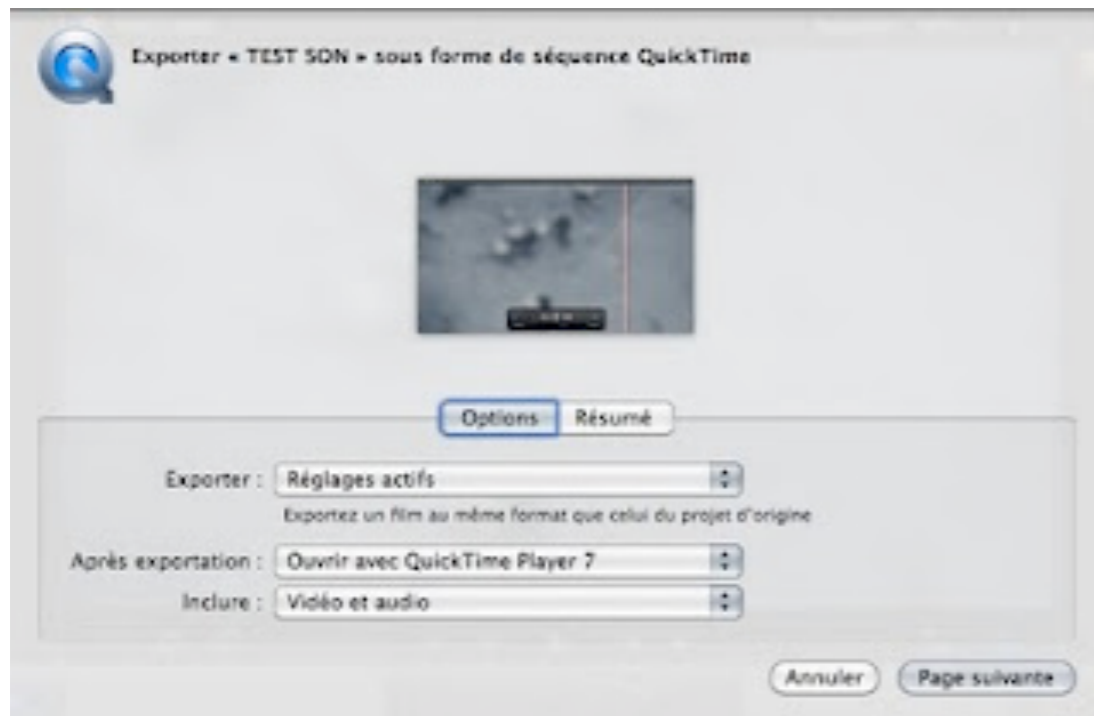 Exporter « TEST SON » sous forme de séquence QuickTime
Options Résumé
Exporter : Réglages actifs
Exportez un film au même format que celui du projet d'origine
Après exportation : Ouvrir avec QuickTime Player 7
Inclure : Vidéo et audio
Annuler Page suivante